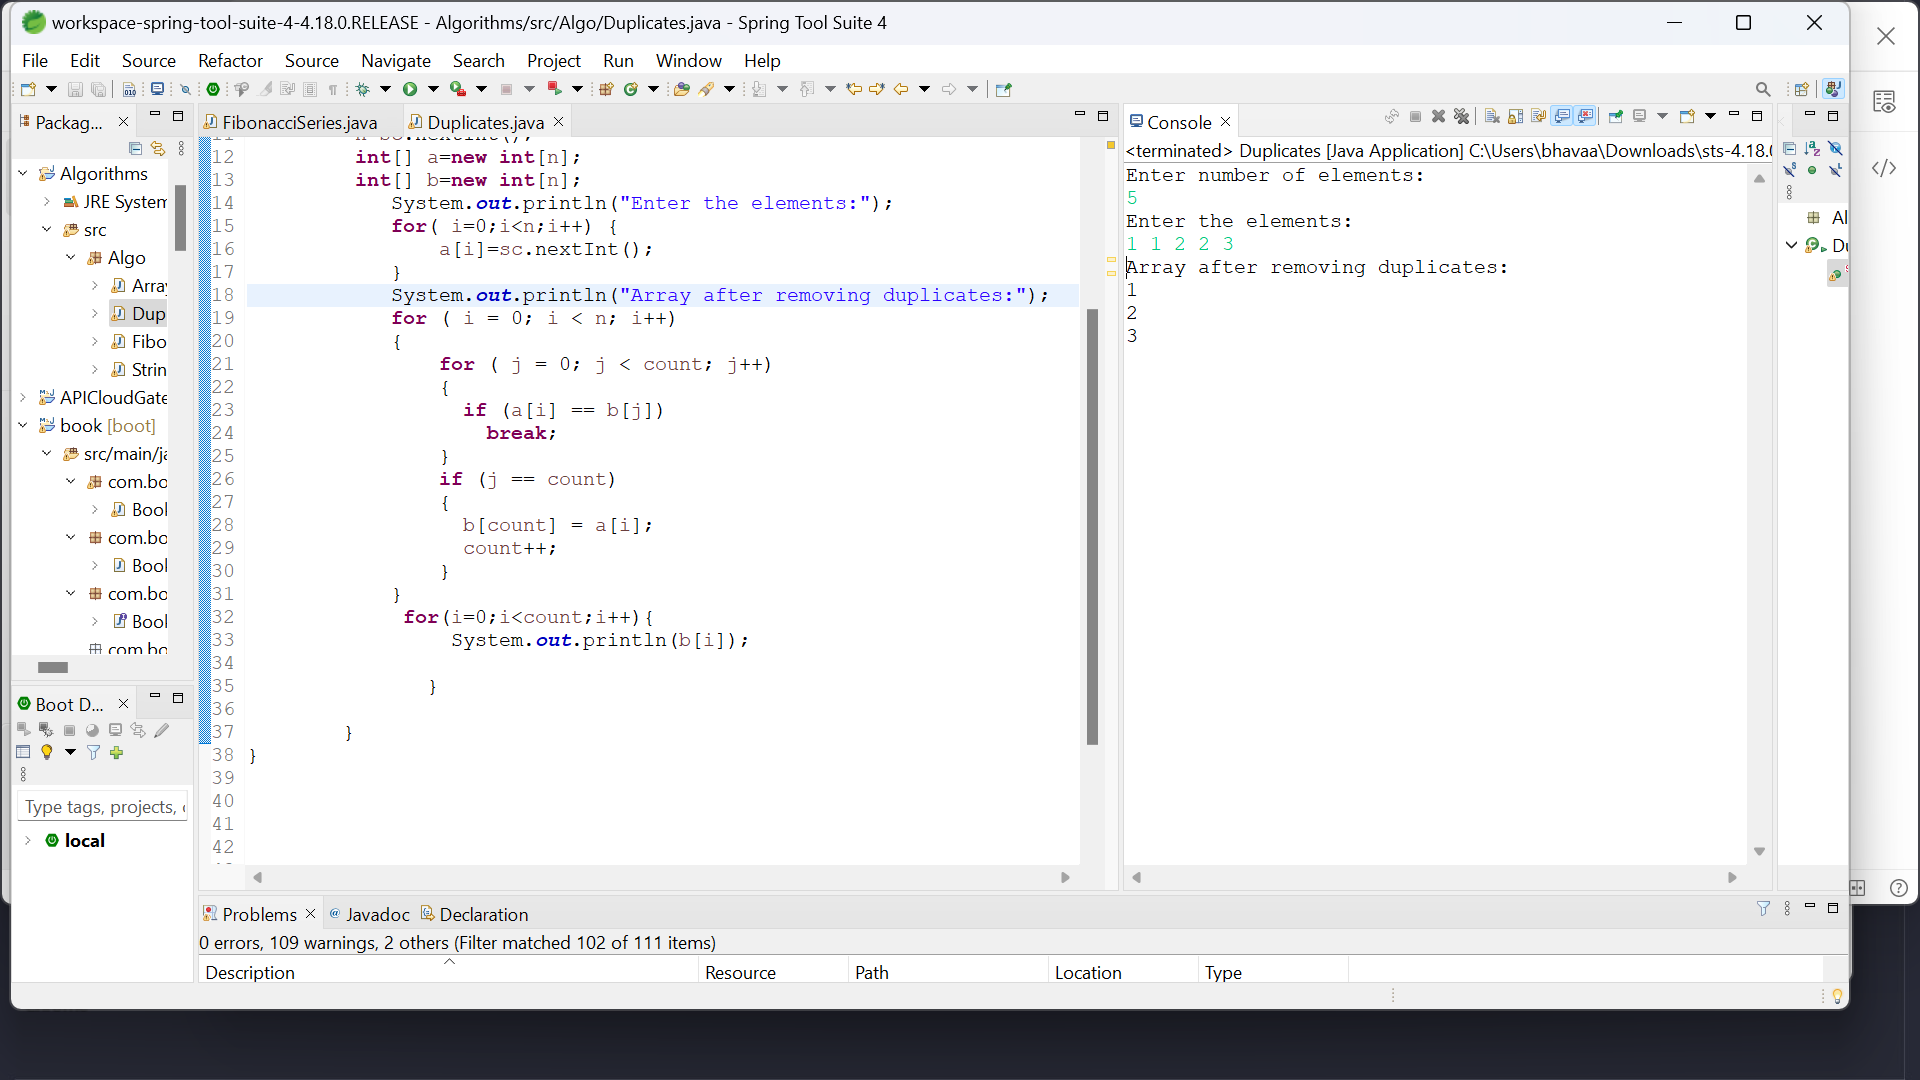 workspace-spring-tool-suite-4-4.18.0.RELEASE - Algorithms/src/Algo/Duplicates.java - Spring Tool Suite 4
File Edit Source Refactor Source Navigate Search Project Run Window Help
Packag...
Algorithms
JRE System
src
Algo
Array
Dup
Fibo
Strin
APICloudGate
book [boot]
src/main/ja
com.bo
Bool
com.bo
Bool
com.bo
Bool
com.bo
Boot D...
Type tags, projects,
local
FibonacciSeries.java
Duplicates.java
12 int[] a=new int[n];
13 int[] b=new int[n];
14 System.out.println("Enter the elements:");
15 for( i=0;i<n;i++) {
16 a[i]=sc.nextInt();
17 }
18 System.out.println("Array after removing duplicates:");
19 for ( i = 0; i < n; i++)
20 {
21 for ( j = 0; j < count; j++)
22 {
23 if (a[i] == b[j])
24 break;
25 }
26 if (j == count)
27 {
28 b[count] = a[i];
29 count++;
30 }
31 }
32 for(i=0;i<count;i++){
33 System.out.println(b[i]);
34
35 }
36
37 }
38 }
39
40
41
42
Console
<terminated> Duplicates [Java Application] C:\Users\bhavaa\Downloads\sts-4.18.0
Enter number of elements:
5
Enter the elements:
1 1 2 2 3
Array after removing duplicates:
1
2
3
Al
Du
Problems
@ Javadoc
Declaration
0 errors, 109 warnings, 2 others (Filter matched 102 of 111 items)
Description Resource Path Location Type